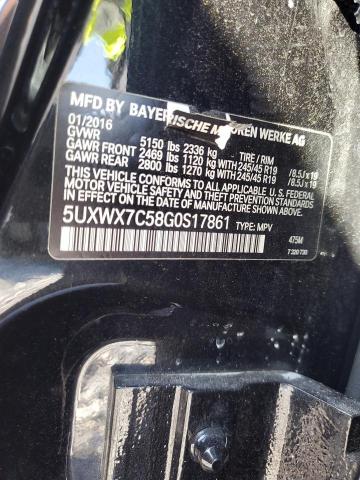 MFD.BY BAYERISCHE MOTOREN WERKE AG
01/2016
GVWR 5150 lbs 2336 kg TIRE / RIM
GAWR FRONT 2469 lbs 1120 kg WITH 245/45 R19 / 8.5J x 19
GAWR REAR 2800 lbs 1270 kg WITH 245/45 R19 / 8.5J x 19
THIS VEHICLE CONFORMS TO ALL APPLICABLE U.S. FEDERAL
MOTOR VEHICLE SAFETY STANDARDS IN EFFECT ON THE
DATE OF MANUFACTURE SHOWN ABOVE
5UXWX7C58G0S17861 TYPE: MPV
475M
7 320 730